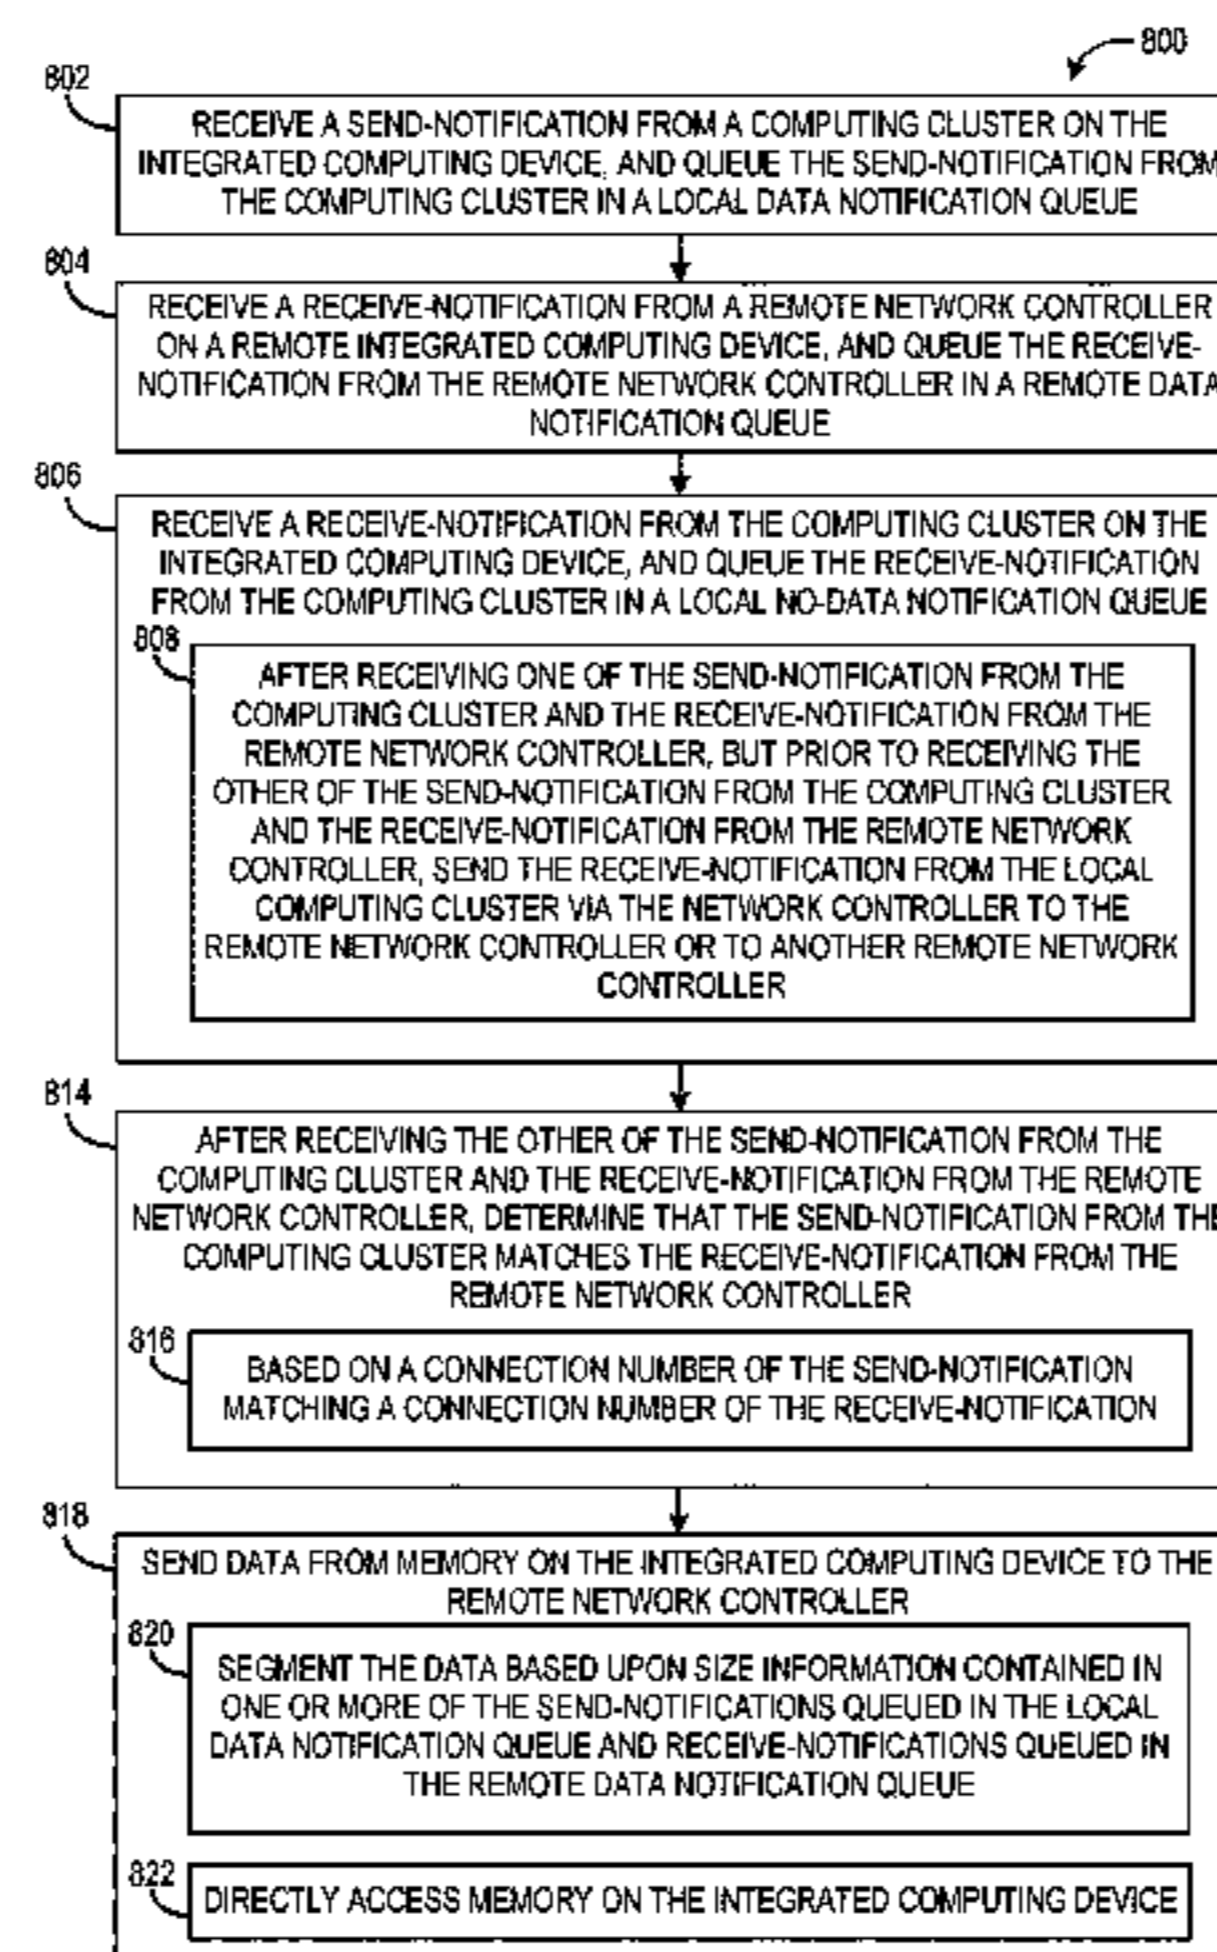 800
802
RECEIVE A SEND-NOTIFICATION FROM A COMPUTING CLUSTER ON THE
INTEGRATED COMPUTING DEVICE, AND QUEUE THE SEND-NOTIFICATION FROM
THE COMPUTING CLUSTER IN A LOCAL DATA NOTIFICATION QUEUE
804
RECEIVE A RECEIVE-NOTIFICATION FROM A REMOTE NETWORK CONTROLLER
ON A REMOTE INTEGRATED COMPUTING DEVICE, AND QUEUE THE RECEIVE-
NOTIFICATION FROM THE REMOTE NETWORK CONTROLLER IN A REMOTE DATA
NOTIFICATION QUEUE
806
RECEIVE A RECEIVE-NOTIFICATION FROM THE COMPUTING CLUSTER ON THE
INTEGRATED COMPUTING DEVICE, AND QUEUE THE RECEIVE-NOTIFICATION
FROM THE COMPUTING CLUSTER IN A LOCAL NO-DATA NOTIFICATION QUEUE
808
AFTER RECEIVING ONE OF THE SEND-NOTIFICATION FROM THE
COMPUTING CLUSTER AND THE RECEIVE-NOTIFICATION FROM THE
REMOTE NETWORK CONTROLLER, BUT PRIOR TO RECEIVING THE
OTHER OF THE SEND-NOTIFICATION FROM THE COMPUTING CLUSTER
AND THE RECEIVE-NOTIFICATION FROM THE REMOTE NETWORK
CONTROLLER, SEND THE RECEIVE-NOTIFICATION FROM THE LOCAL
COMPUTING CLUSTER VIA THE NETWORK CONTROLLER TO THE
REMOTE NETWORK CONTROLLER OR TO ANOTHER REMOTE NETWORK
CONTROLLER
814
AFTER RECEIVING THE OTHER OF THE SEND-NOTIFICATION FROM THE
COMPUTING CLUSTER AND THE RECEIVE-NOTIFICATION FROM THE REMOTE
NETWORK CONTROLLER, DETERMINE THAT THE SEND-NOTIFICATION FROM THE
COMPUTING CLUSTER MATCHES THE RECEIVE-NOTIFICATION FROM THE
REMOTE NETWORK CONTROLLER
816
BASED ON A CONNECTION NUMBER OF THE SEND-NOTIFICATION
MATCHING A CONNECTION NUMBER OF THE RECEIVE-NOTIFICATION
818
SEND DATA FROM MEMORY ON THE INTEGRATED COMPUTING DEVICE TO THE
REMOTE NETWORK CONTROLLER
820
SEGMENT THE DATA BASED UPON SIZE INFORMATION CONTAINED IN
ONE OR MORE OF THE SEND-NOTIFICATIONS QUEUED IN THE LOCAL
DATA NOTIFICATION QUEUE AND RECEIVE-NOTIFICATIONS QUEUED IN
THE REMOTE DATA NOTIFICATION QUEUE
822
DIRECTLY ACCESS MEMORY ON THE INTEGRATED COMPUTING DEVICE